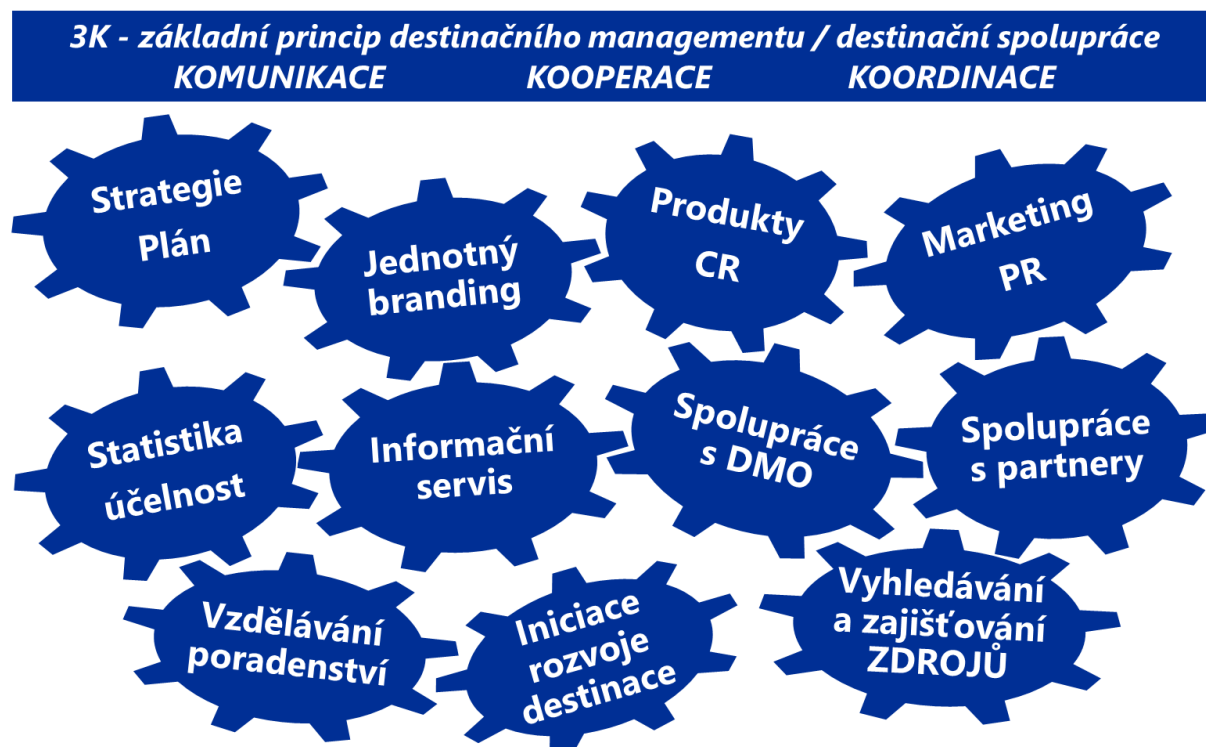 3K - základní princip destinačního managementu / destinační spolupráce
KOMUNIKACE KOOPERACE KOORDINACE
Strategie
Plán
Jednotný
branding
Produkty
CR
Marketing
PR
Statistika
účelnost
Informační
servis
Spolupráce
s DMO
Spolupráce
s partnery
Vzdělávání
poradenství
Iniciace
rozvoje
destinace
Vyhledávání
a zajišťování
ZDROJŮ